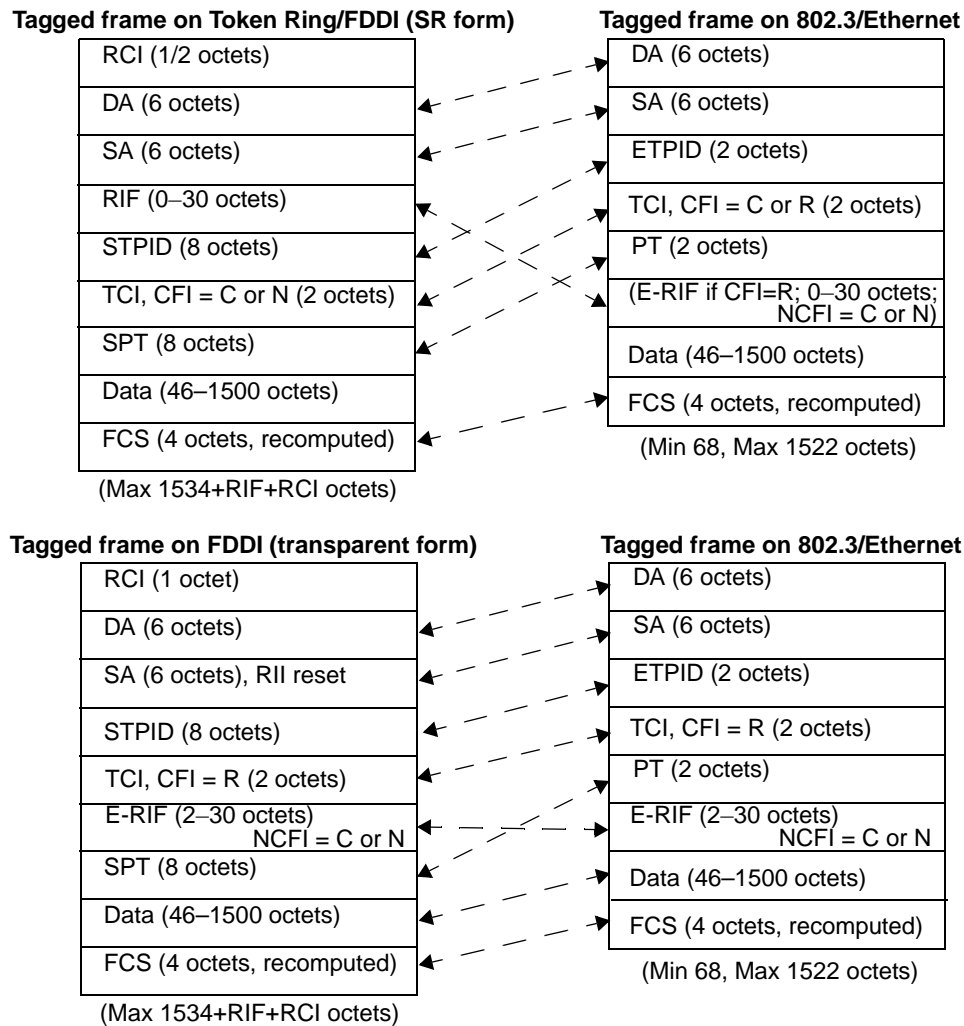 Tagged frame on Token Ring/FDDI (SR form)
RCI (1/2 octets)
DA (6 octets)
SA (6 octets)
RIF (0–30 octets)
STPID (8 octets)
TCI, CFI = C or N (2 octets)
SPT (8 octets)
Data (46–1500 octets)
FCS (4 octets, recomputed)
(Max 1534+RIF+RCI octets)
Tagged frame on 802.3/Ethernet
DA (6 octets)
SA (6 octets)
ETPID (2 octets)
TCI, CFI = C or R (2 octets)
PT (2 octets)
(E-RIF if CFI=R; 0–30 octets;
NCFI = C or N)
Data (46–1500 octets)
FCS (4 octets, recomputed)
(Min 68, Max 1522 octets)
Tagged frame on FDDI (transparent form)
RCI (1 octet)
DA (6 octets)
SA (6 octets), RII reset
STPID (8 octets)
TCI, CFI = R (2 octets)
E-RIF (2–30 octets)
NCFI = C or N
SPT (8 octets)
Data (46–1500 octets)
FCS (4 octets, recomputed)
(Max 1534+RIF+RCI octets)
Tagged frame on 802.3/Ethernet
DA (6 octets)
SA (6 octets)
ETPID (2 octets)
TCI, CFI = R (2 octets)
PT (2 octets)
E-RIF (2–30 octets)
NCFI = C or N
Data (46–1500 octets)
FCS (4 octets, recomputed)
(Min 68, Max 1522 octets)